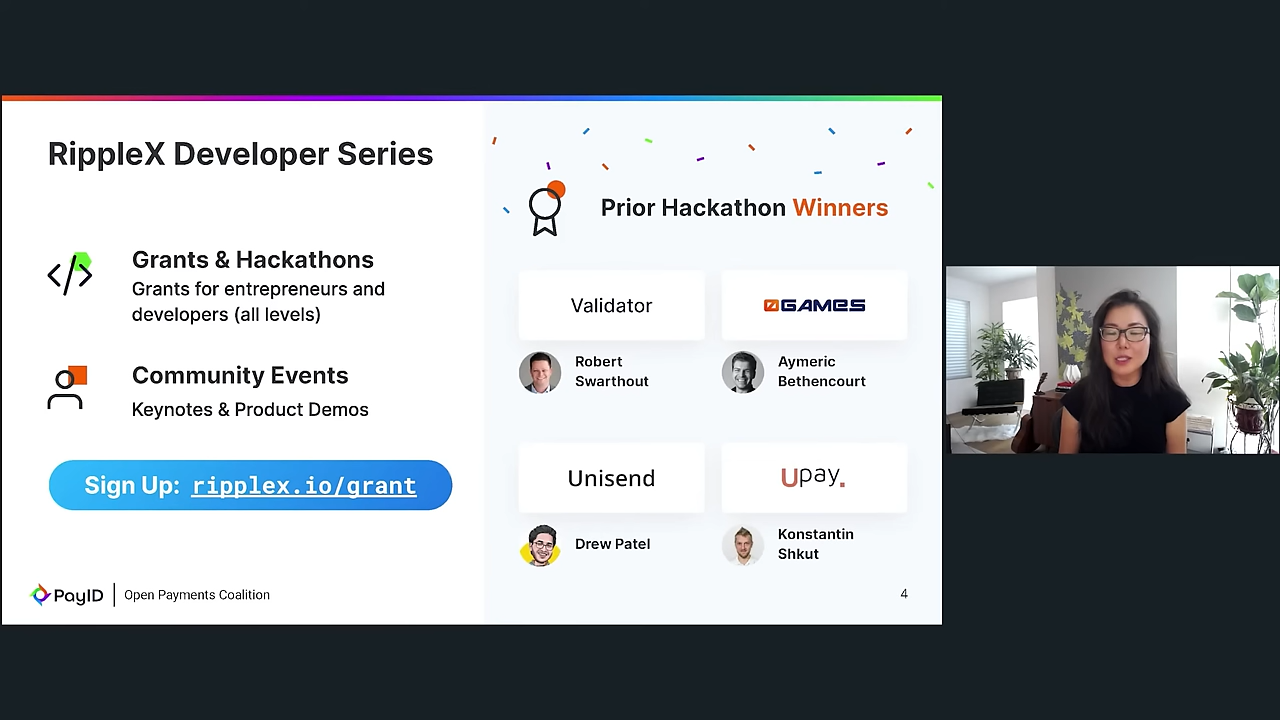 RippleX Developer Series
Grants & Hackathons
Grants for entrepreneurs and
developers (all levels)
Community Events
Keynotes & Product Demos
Sign Up: ripplex.io/grant
PayID
Open Payments Coalition
Prior Hackathon Winners
Validator
GAMES
Robert
Swarthout
Aymeric
Bethencourt
Unisend
Upay.
Drew Patel
Konstantin
Shkut
4